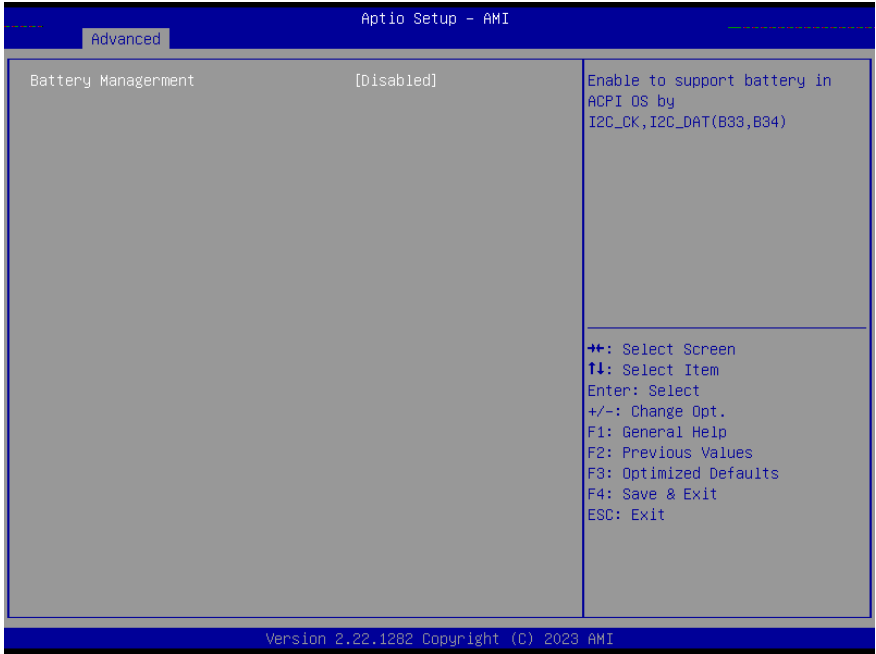 Aptio Setup - AMI
Advanced
Battery Managerment [Disabled]
Enable to support battery in
ACPI OS by
I2C_CK,I2C_DAT(B33,B34)
→←: Select Screen
↑↓: Select Item
Enter: Select
+/-: Change Opt.
F1: General Help
F2: Previous Values
F3: Optimized Defaults
F4: Save & Exit
ESC: Exit
Version 2.22.1282 Copyright (C) 2023 AMI